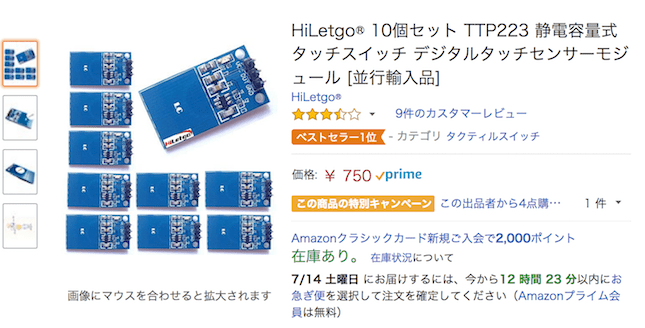 HiLetgo® 10個セット TTP223 静電容量式
タッチスイッチ デジタルタッチセンサーモジ
ュール [並行輸入品]
HiLetgo®
9件のカスタマーレビュー
ベストセラー1位 - カテゴリ タクティルスイッチ
価格: ¥ 750 prime
この商品の特別キャンペーン この出品者から4点購… 1 件
Amazonクラシックカード新規ご入会で2,000ポイント
在庫あり。 在庫状況について
7/14 土曜日 にお届けするには、今から12 時間 23 分以内にお
急ぎ便を選択して注文を確定してください（Amazonプライム会
員は無料）
画像にマウスを合わせると拡大されます
HiLetgo
LC
LC
LC
LC
LC
LC
LC
LC